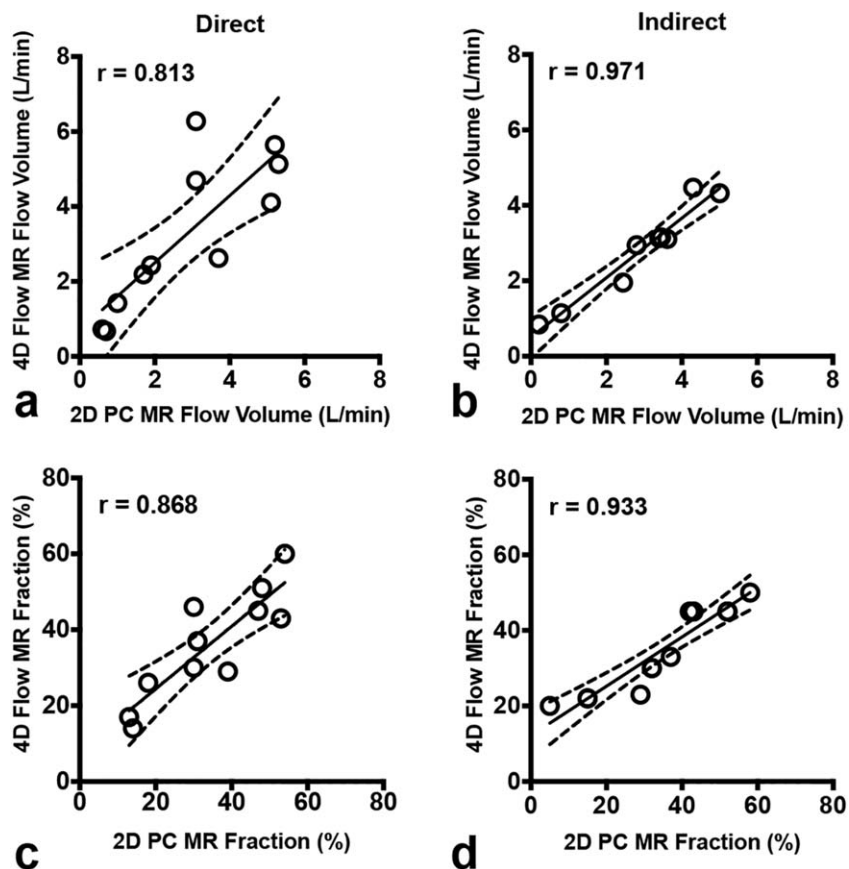 Direct
r = 0.813
8
6
4
2
0
4D Flow MR Flow Volume (L/min)
0 2 4 6 8
2D PC MR Flow Volume (L/min)
a
Indirect
r = 0.971
8
6
4
2
0
4D Flow MR Flow Volume (L/min)
0 2 4 6 8
2D PC MR Flow Volume (L/min)
b
r = 0.868
80
60
40
20
0
4D Flow MR Fraction (%)
0 20 40 60 80
2D PC MR Fraction (%)
c
r = 0.933
80
60
40
20
0
4D Flow MR Fraction (%)
0 20 40 60 80
2D PC MR Fraction (%)
d